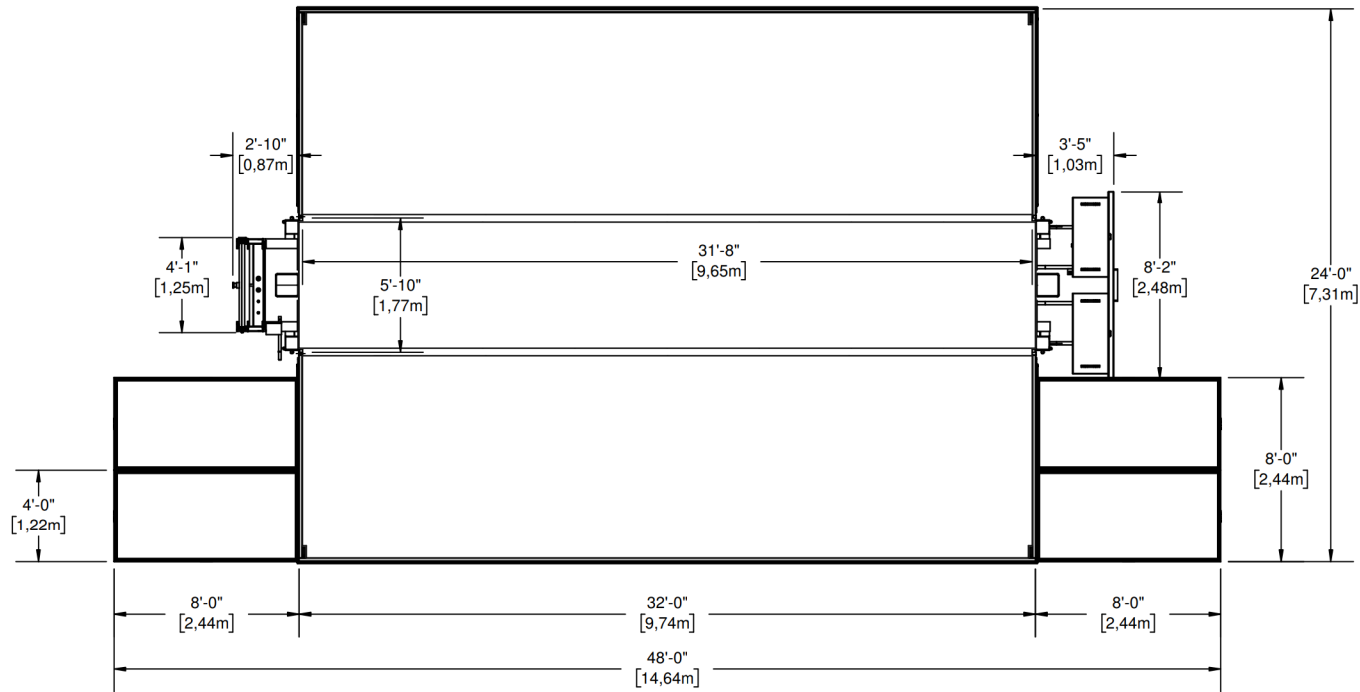 2'-10"
[0,87m]
3'-5"
[1,03m]
4'-1"
[1,25m]
5'-10"
[1,77m]
31'-8"
[9,65m]
8'-2"
[2,48m]
24'-0"
[7,31m]
4'-0"
[1,22m]
8'-0"
[2,44m]
8'-0"
[2,44m]
32'-0"
[9,74m]
8'-0"
[2,44m]
48'-0"
[14,64m]